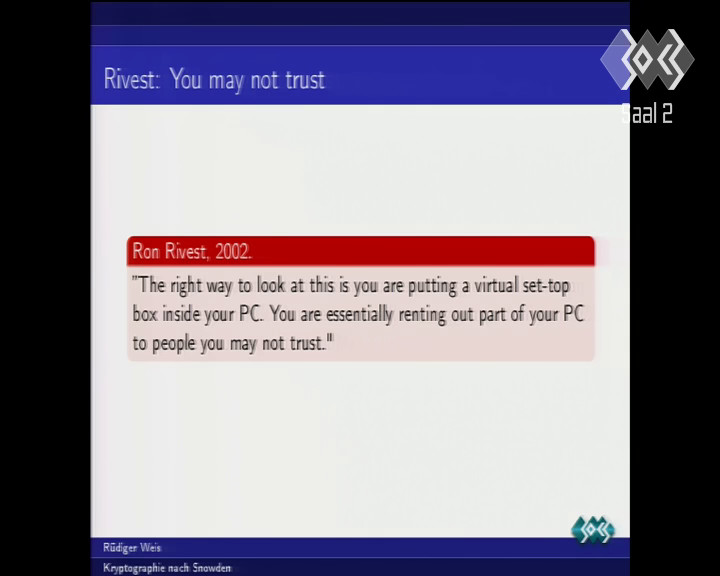 Rivest: You may not trust
Saal 2
Ron Rivest, 2002.
"The right way to look at this is you are putting a virtual set-top
box inside your PC. You are essentially renting out part of your PC
to people you may not trust."
Rüdiger Weis
Kryptographie nach Snowden